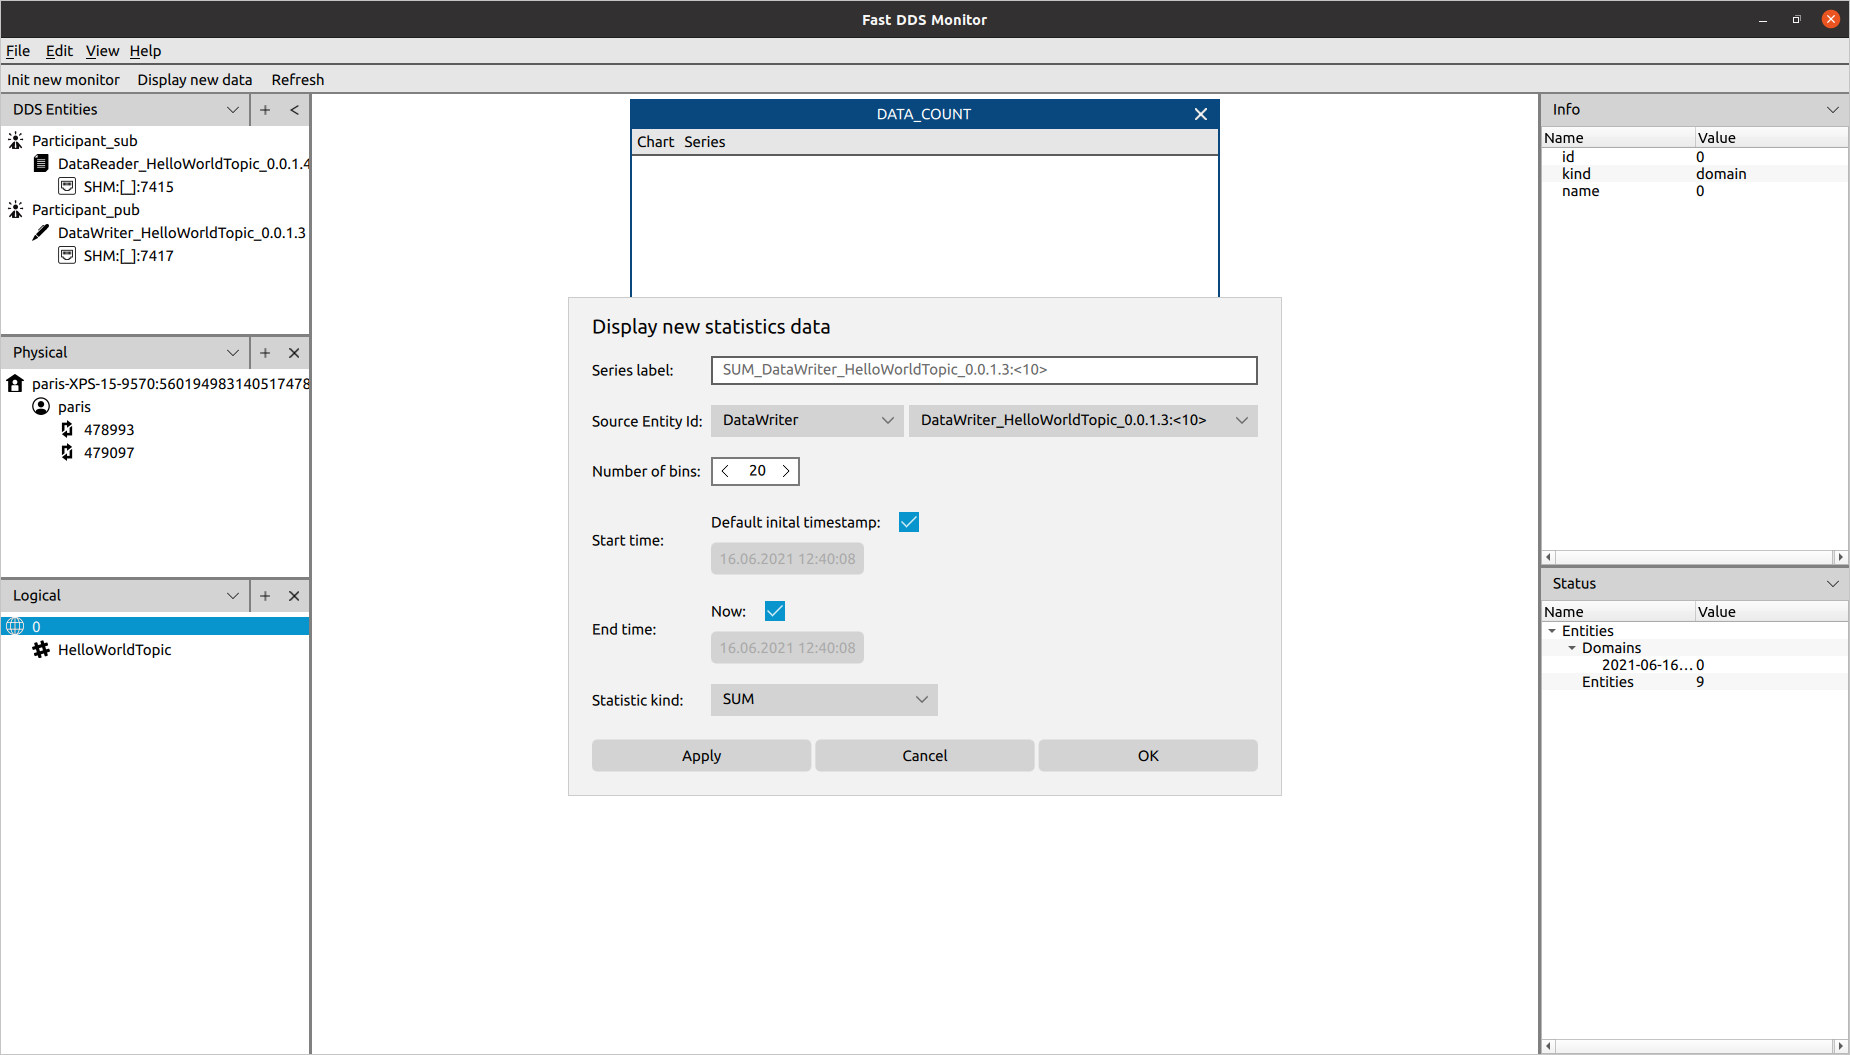 Fast DDS Monitor
File Edit View Help
Init new monitor Display new data Refresh
DDS Entities
Participant_sub
DataReader_HelloWorldTopic_0.0.1.4
SHM:[_]:7415
Participant_pub
DataWriter_HelloWorldTopic_0.0.1.3
SHM:[_]:7417
Physical
paris-XPS-15-9570:560194983140517478
paris
478993
479097
Logical
0
HelloWorldTopic
DATA_COUNT
Chart Series
Display new statistics data
Series label: SUM_DataWriter_HelloWorldTopic_0.0.1.3:<10>
Source Entity Id: DataWriter DataWriter_HelloWorldTopic_0.0.1.3:<10>
Number of bins: 20
Default inital timestamp:
Start time:
16.06.2021 12:40:08
Now:
End time:
16.06.2021 12:40:08
Statistic kind: SUM
Apply Cancel OK
Info
Name Value
id 0
kind domain
name 0
Status
Name Value
Entities
Domains
2021-06-16... 0
Entities 9